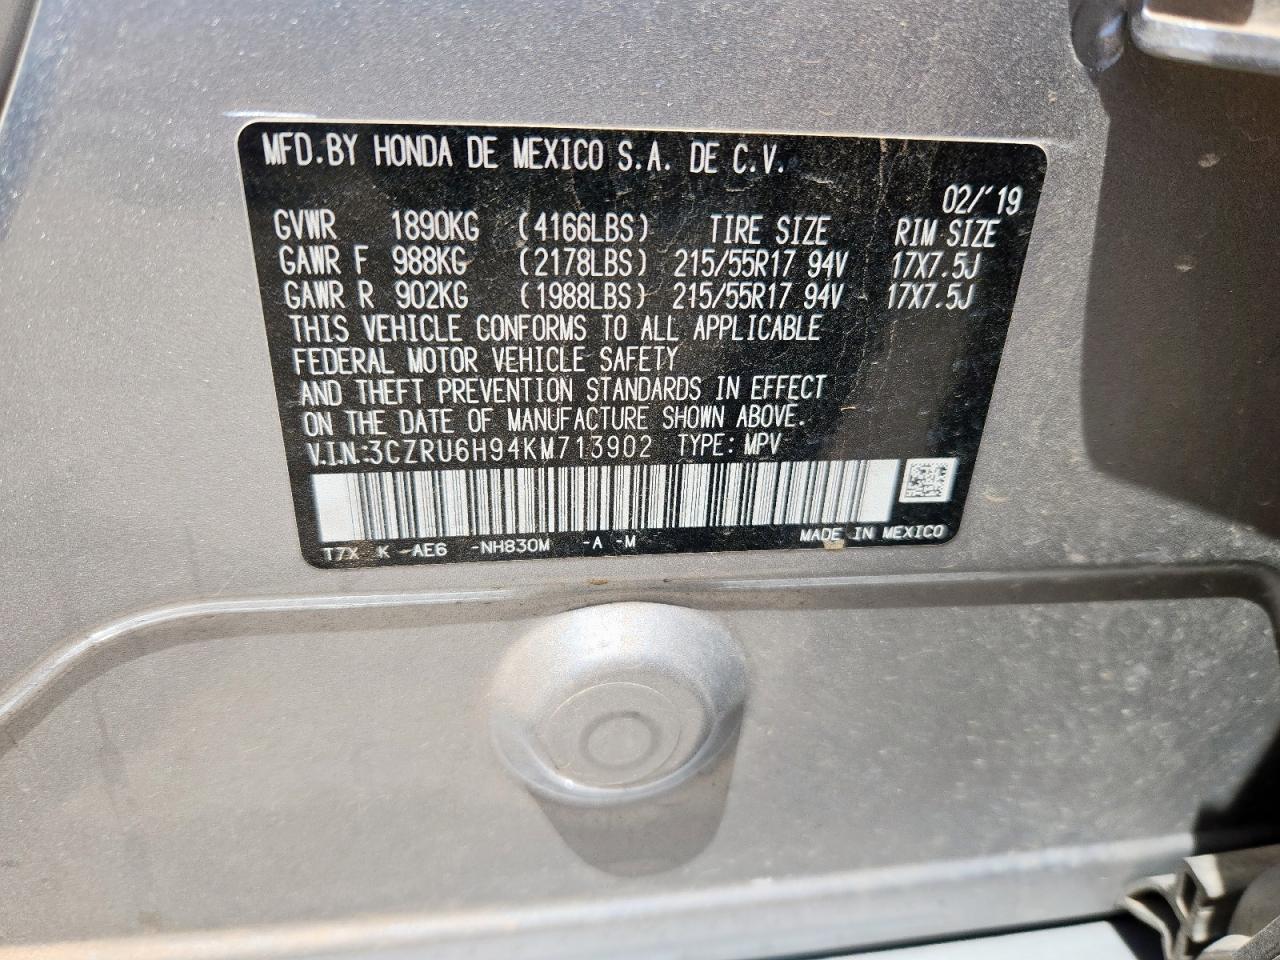 MFD.BY HONDA DE MEXICO S.A. DE C.V.
02/'19
GVWR 1890KG (4166LBS) TIRE SIZE RIM SIZE
GAWR F 988KG (2178LBS) 215/55R17 94V 17X7.5J
GAWR R 902KG (1988LBS) 215/55R17 94V 17X7.5J
THIS VEHICLE CONFORMS TO ALL APPLICABLE
FEDERAL MOTOR VEHICLE SAFETY
AND THEFT PREVENTION STANDARDS IN EFFECT
ON THE DATE OF MANUFACTURE SHOWN ABOVE.
V.I.N.:3CZRU6H94KM713902 TYPE: MPV
T7X K -AE6 -NH830M -A -M MADE IN MEXICO